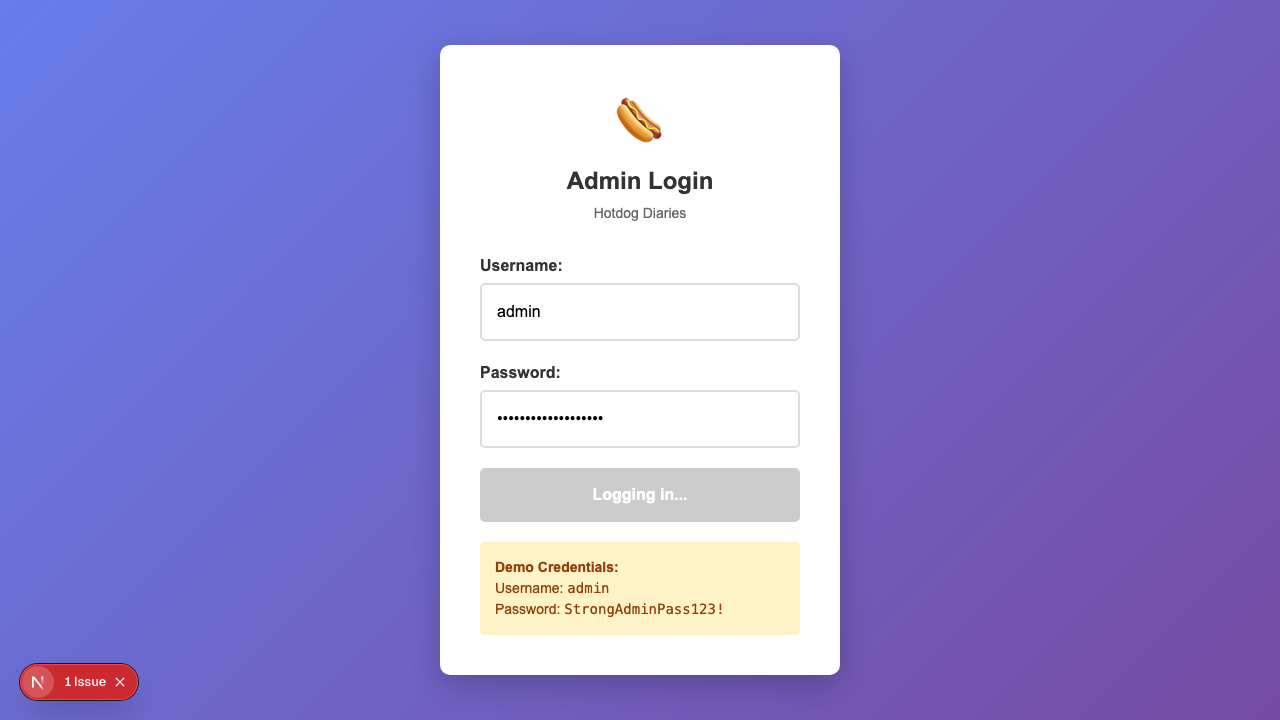 Admin Login
Hotdog Diaries
Username:
admin
Password:
•••••••••••••••••••
Logging in...
Demo Credentials:
Username: admin
Password: StrongAdminPass123!
N 1 Issue